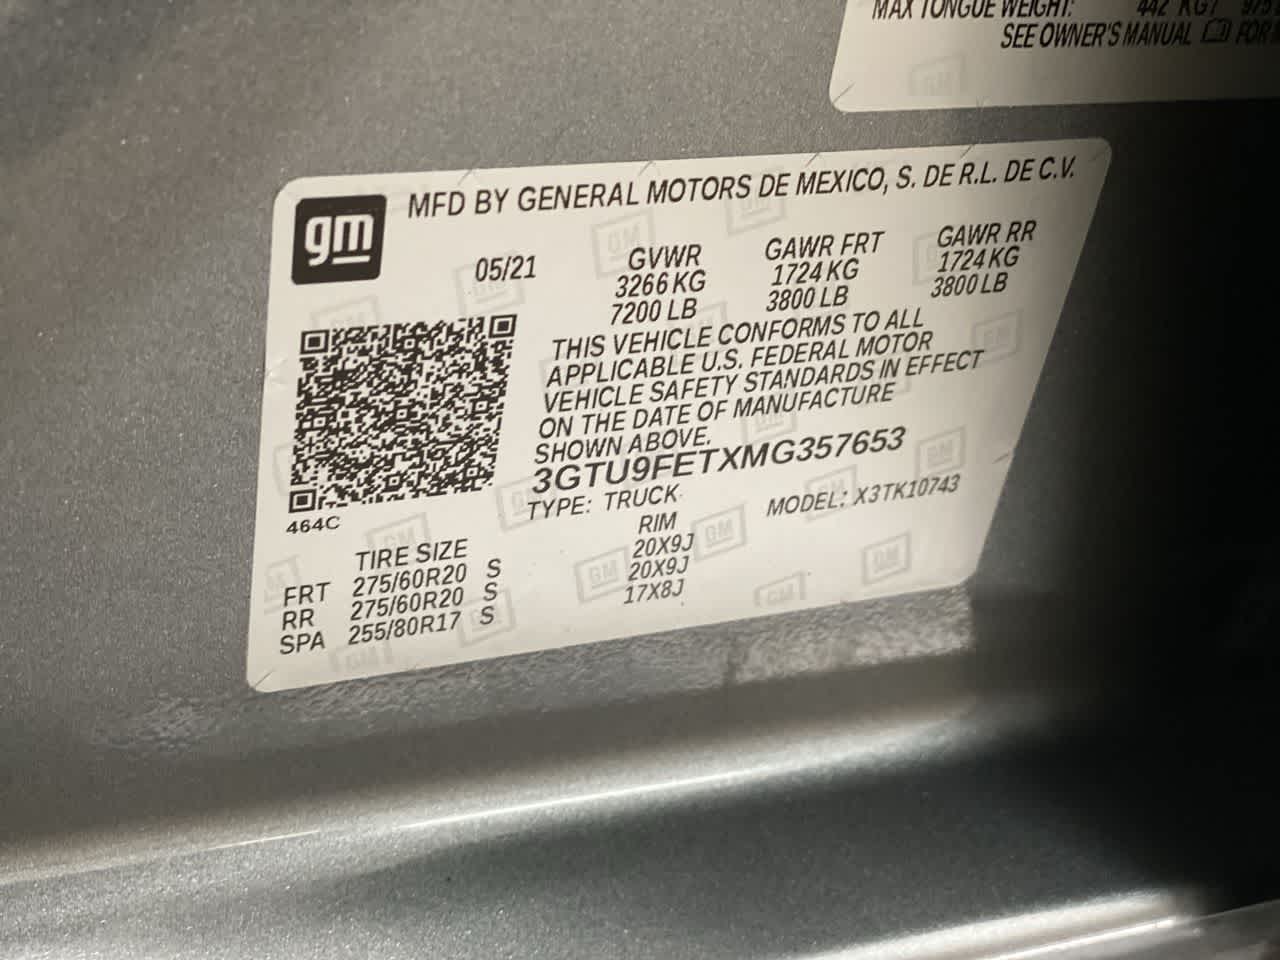 MAX TONGUE WEIGHT: 442 KG
SEE OWNER'S MANUAL FOR
gm
MFD BY GENERAL MOTORS DE MEXICO, S. DE R.L. DE C.V.
05/21 GVWR GAWR FRT GAWR RR
3266 KG 1724 KG 1724 KG
7200 LB 3800 LB 3800 LB
THIS VEHICLE CONFORMS TO ALL
APPLICABLE U.S. FEDERAL MOTOR
VEHICLE SAFETY STANDARDS IN EFFECT
ON THE DATE OF MANUFACTURE
SHOWN ABOVE.
3GTU9FETXMG357653
TYPE: TRUCK MODEL: X3TK10743
464C
TIRE SIZE RIM
FRT 275/60R20 S 20X9J
RR 275/60R20 S 20X9J
SPA 255/80R17 S 17X8J